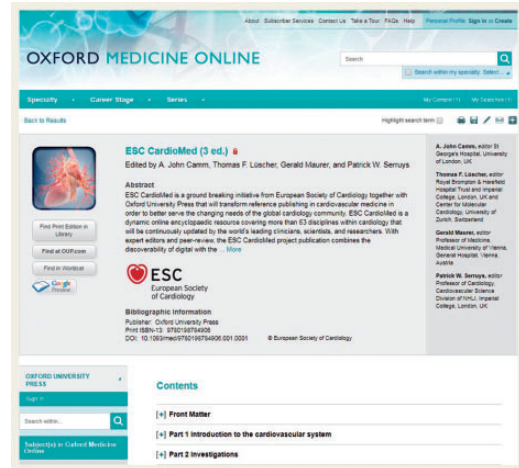 About Subscriber Services Contact Us Take a Tour FAQs Help Personal Profile: Sign in or Create
OXFORD MEDICINE ONLINE
Search
Search within my specialty: Select...
Specialty Career Stage Series
My Content (1) My Searches (1)
Back to Results
Highlight search term
ESC CardioMed (3 ed.)
Edited by A. John Camm, Thomas F. Lüscher, Gerald Maurer, and Patrick W. Serruys
Abstract
ESC CardioMed is a ground breaking initiative from European Society of Cardiology together with
Oxford University Press that will transform reference publishing in cardiovascular medicine in
order to better serve the changing needs of the global cardiology community. ESC CardioMed is a
dynamic online encyclopaedic resource covering more than 63 disciplines within cardiology that
will be continuously updated by the world's leading clinicians, scientists, and researchers. With
expert editors and peer-review, the ESC CardioMed project publication combines the
discoverability of digital with the ... More
Find Print Edition in
Library
Find at OUP.com
Find in Worldcat
Google
Preview
ESC
European Society
of Cardiology
Bibliographic Information
Publisher: Oxford University Press
Print ISBN-13: 9780198784906
DOI: 10.1093/med/9780198784906.001.0001
© European Society of Cardiology
A. John Camm, editor St
George's Hospital, University
of London, UK
Thomas F. Lüscher, editor
Royal Brompton & Harefield
Hospital Trust and Imperial
College, London, UK and
Center for Molecular
Cardiology, University of
Zurich, Switzerland
Gerald Maurer, editor
Professor of Medicine,
Medical University of Vienna,
General Hospital, Vienna,
Austria
Patrick W. Serruys, editor
Professor of Cardiology,
Cardiovascular Science
Division of NHLI, Imperial
College, London, UK
OXFORD UNIVERSITY
PRESS
Sign in
Search within...
Subject(s) in Oxford Medicine
Online
Contents
[+] Front Matter
[+] Part 1 Introduction to the cardiovascular system
[+] Part 2 Investigations